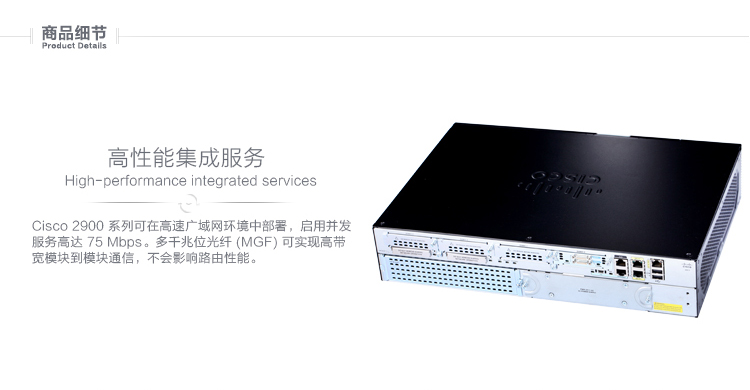 商品细节
Product Details
高性能集成服务
High-performance integrated services
Cisco 2900 系列可在高速广域网环境中部署，启用并发
服务高达 75 Mbps。多千兆位光纤 (MGF) 可实现高带
宽模块到模块通信，不会影响路由性能。
CISCO